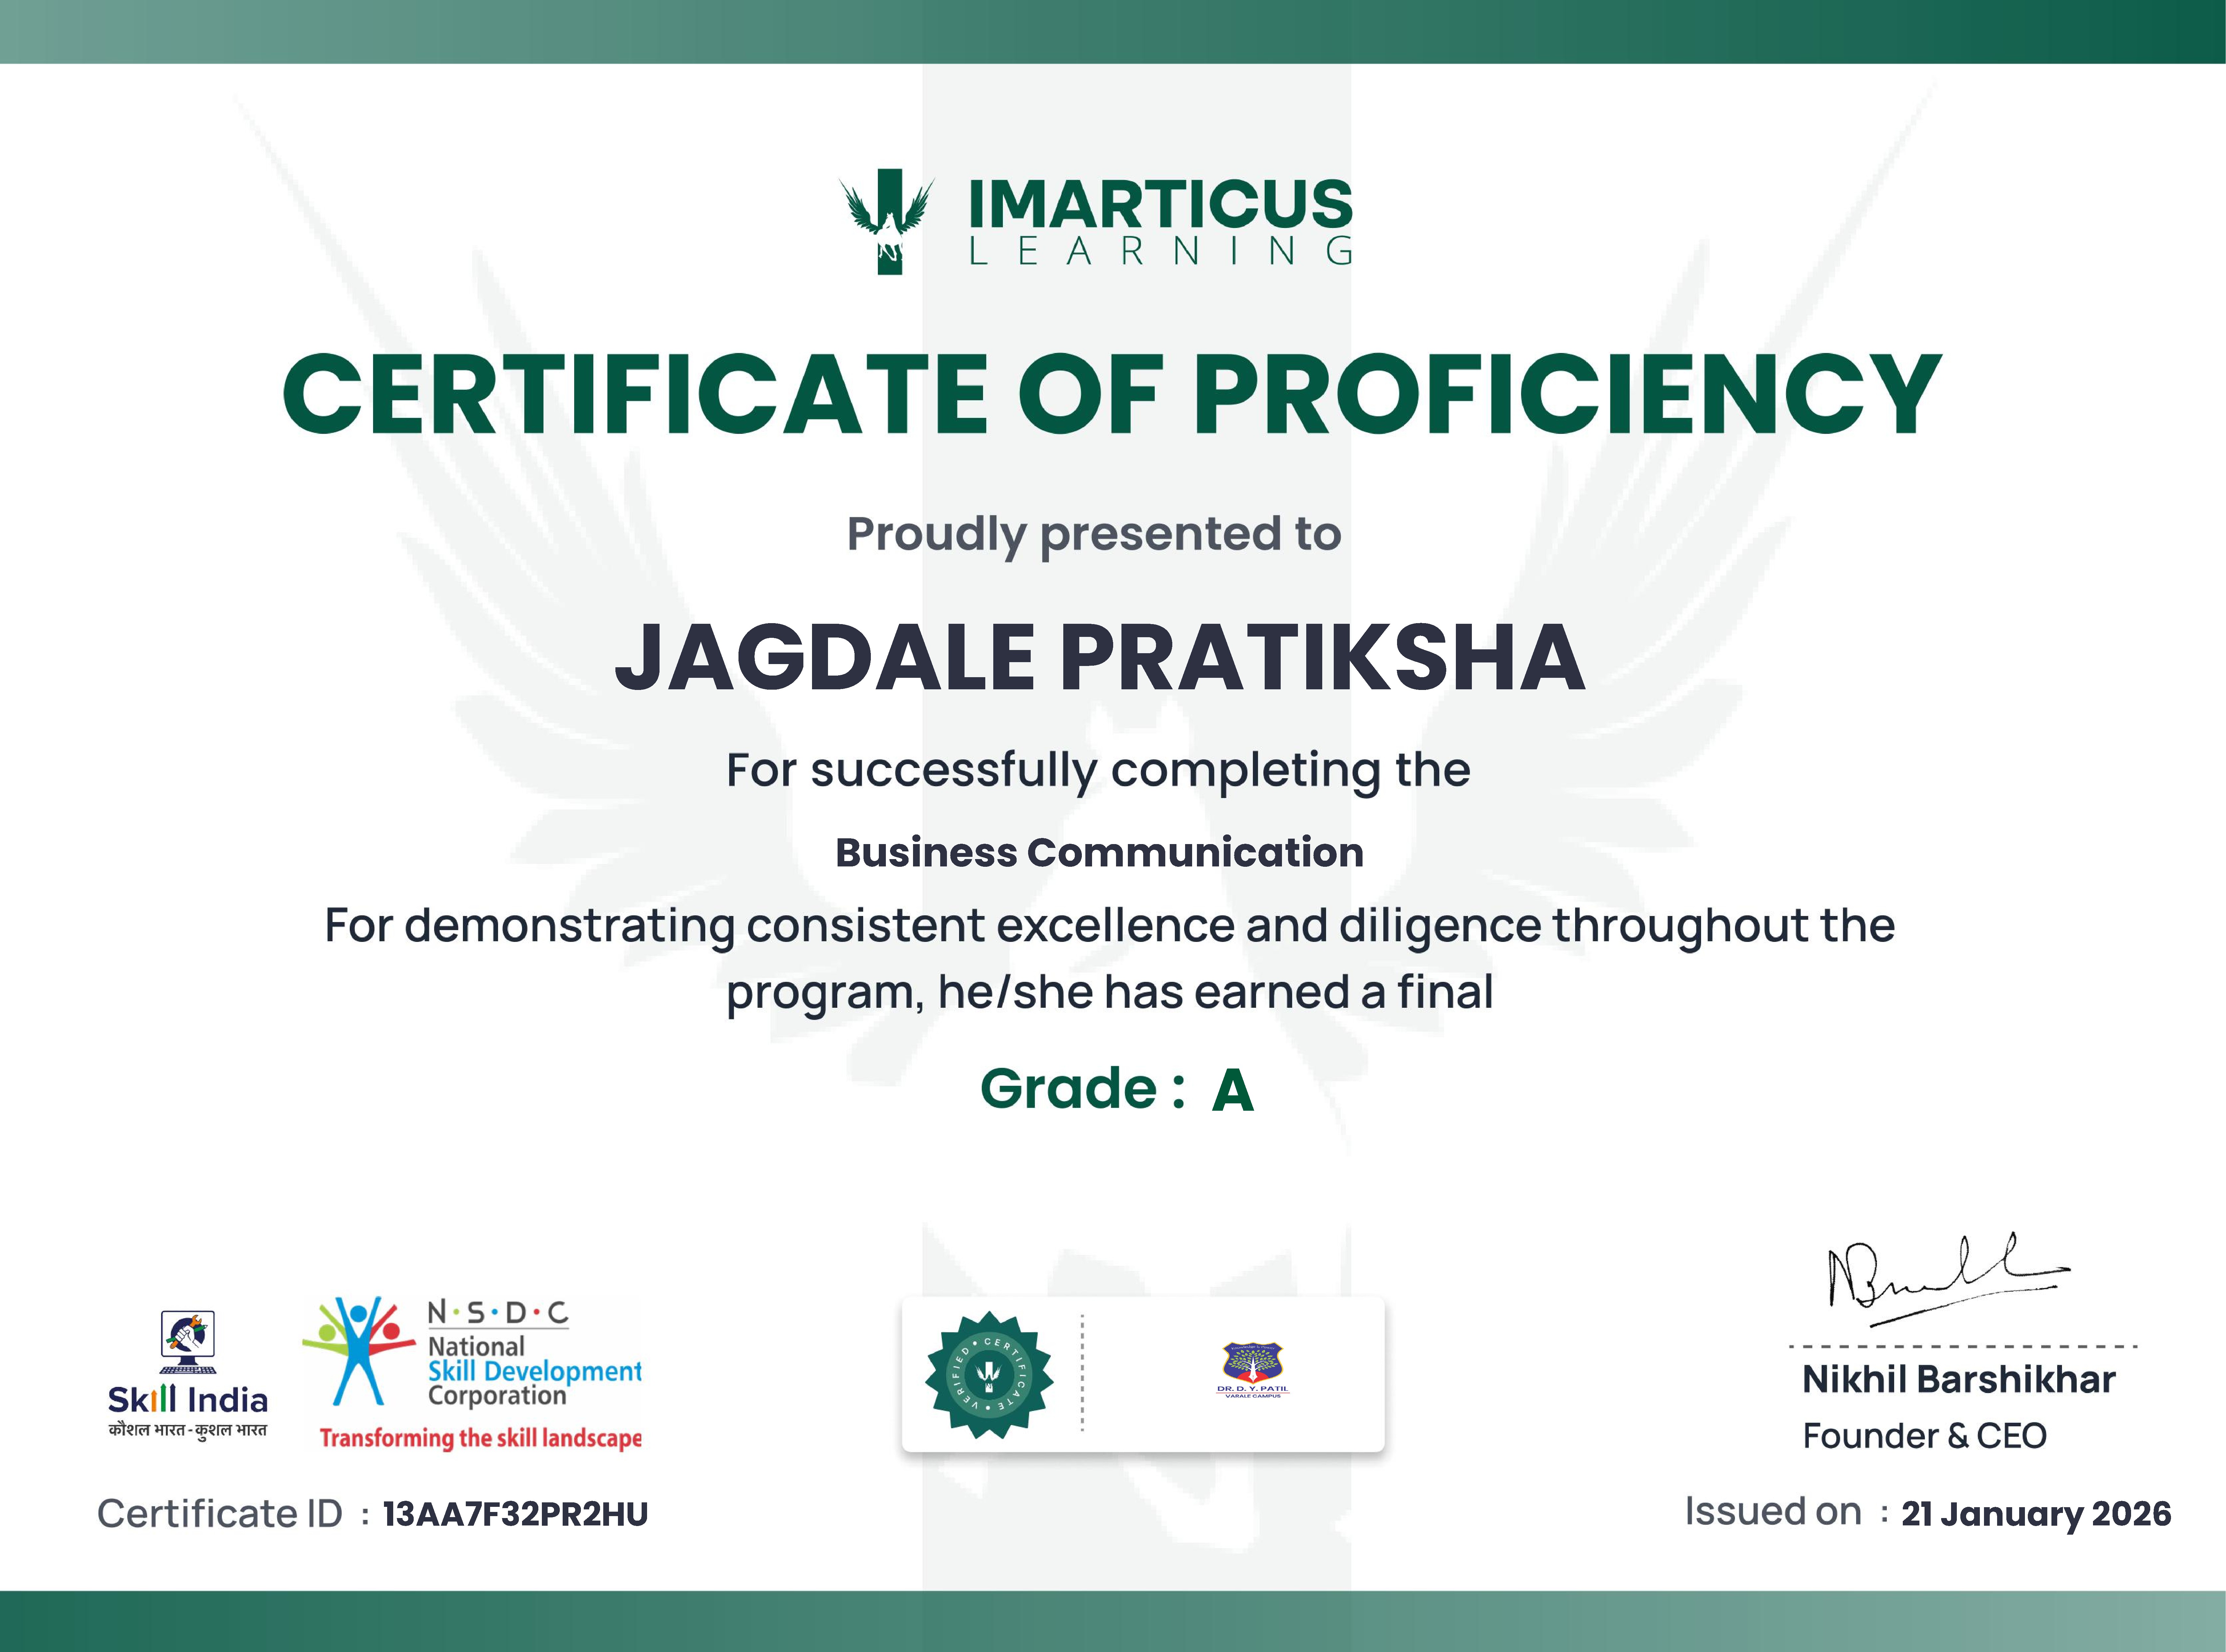 IMARTICUS
LEARNING
CERTIFICATE OF PROFICIENCY
Proudly presented to
JAGDALE PRATIKSHA
For successfully completing the
Business Communication
For demonstrating consistent excellence and diligence throughout the
program, he/she has earned a final
Grade : A
Skill India
कौशल भारत - कुशल भारत
N·S·D·C
National
Skill Development
Corporation
Transforming the skill landscape
VERIFIED • CERTIFICATE •
DR. D. Y. PATIL
VARALE CAMPUS
Nikhil Barshikhar
Founder & CEO
Certificate ID : 13AA7F32PR2HU
Issued on : 21 January 2026